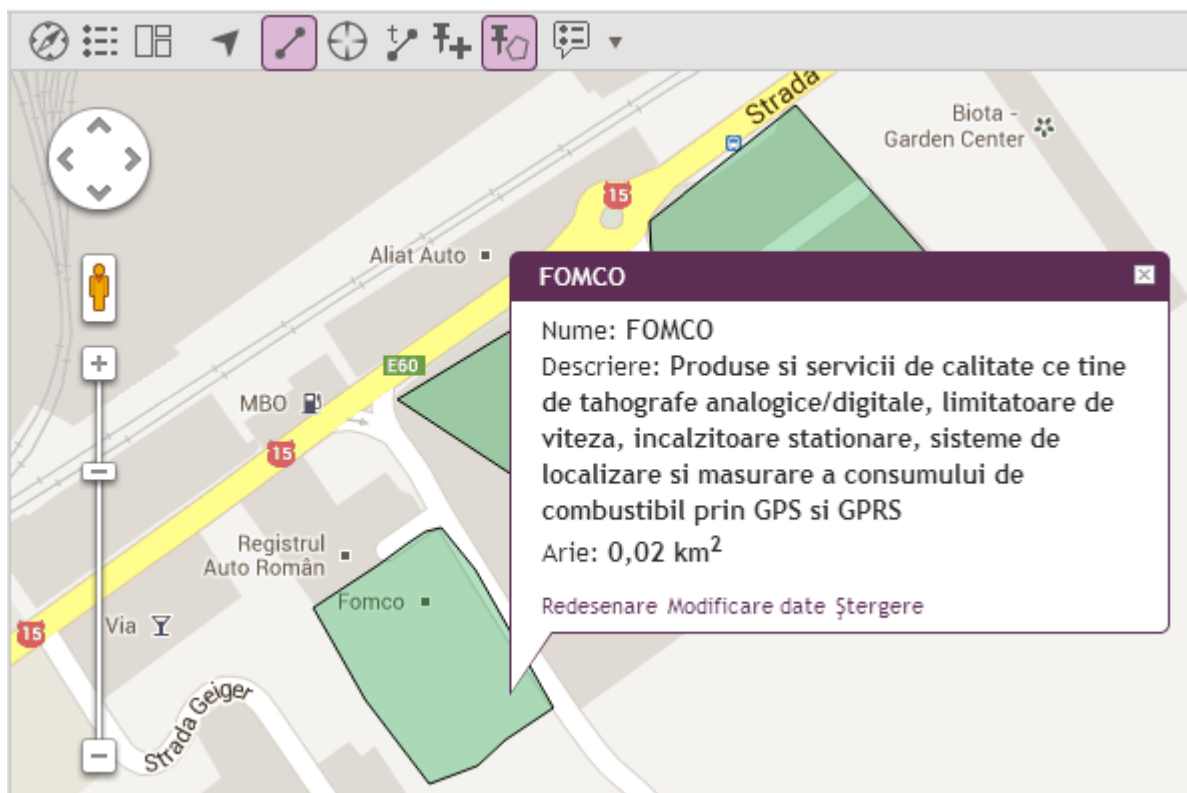 Strada
Biota -
Garden Center
15
Aliat Auto
FOMCO
Nume: FOMCO
Descriere: Produse si servicii de calitate ce tine
de tahografe analogice/digitale, limitatoare de
viteza, incalzitoare stationare, sisteme de
localizare si masurare a consumului de
combustibil prin GPS si GPRS
Arie: 0,02 km²
Redesenare Modificare date Ştergere
E60
MBO
15
Registrul
Auto Român
Fomco
15
Via
Strada Geiger